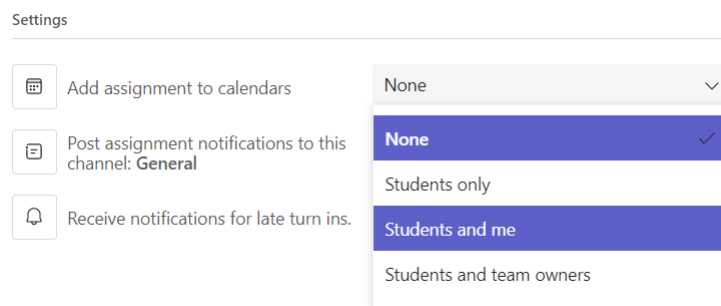 Settings
Add assignment to calendars
None
Post assignment notifications to this
channel: General
Receive notifications for late turn ins.
None
Students only
Students and me
Students and team owners